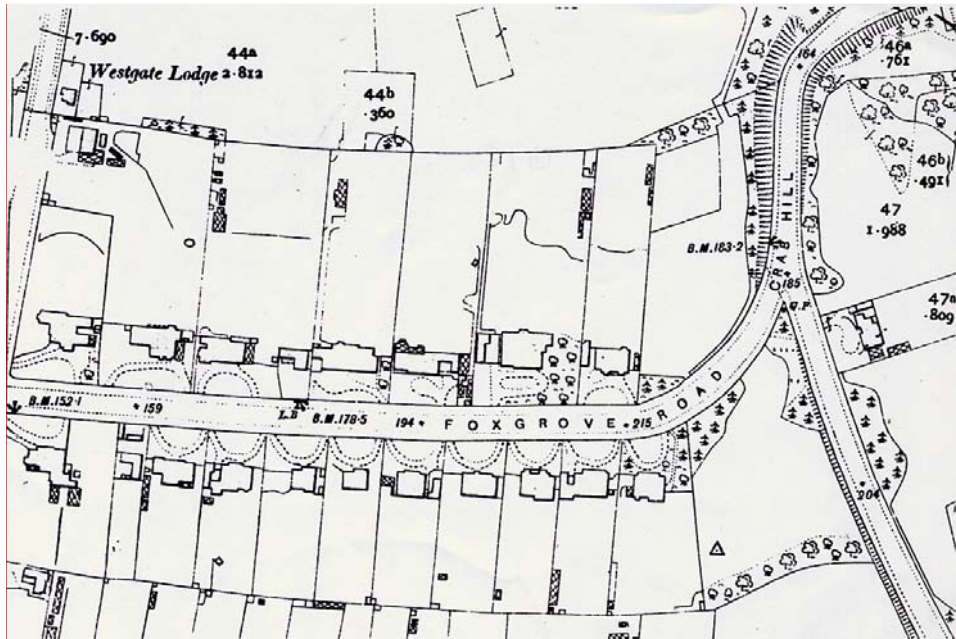 7·690
44a
Westgate Lodge 2·812
44b
·360
164
46a
·761
46b
·491
47
1·988
CRAB HILL
B.M.183·2
185
G.P.
47a
·809
B.M.152·1
159
L.B
B.M.178·5
194
FOXGROVE ROAD
215
204